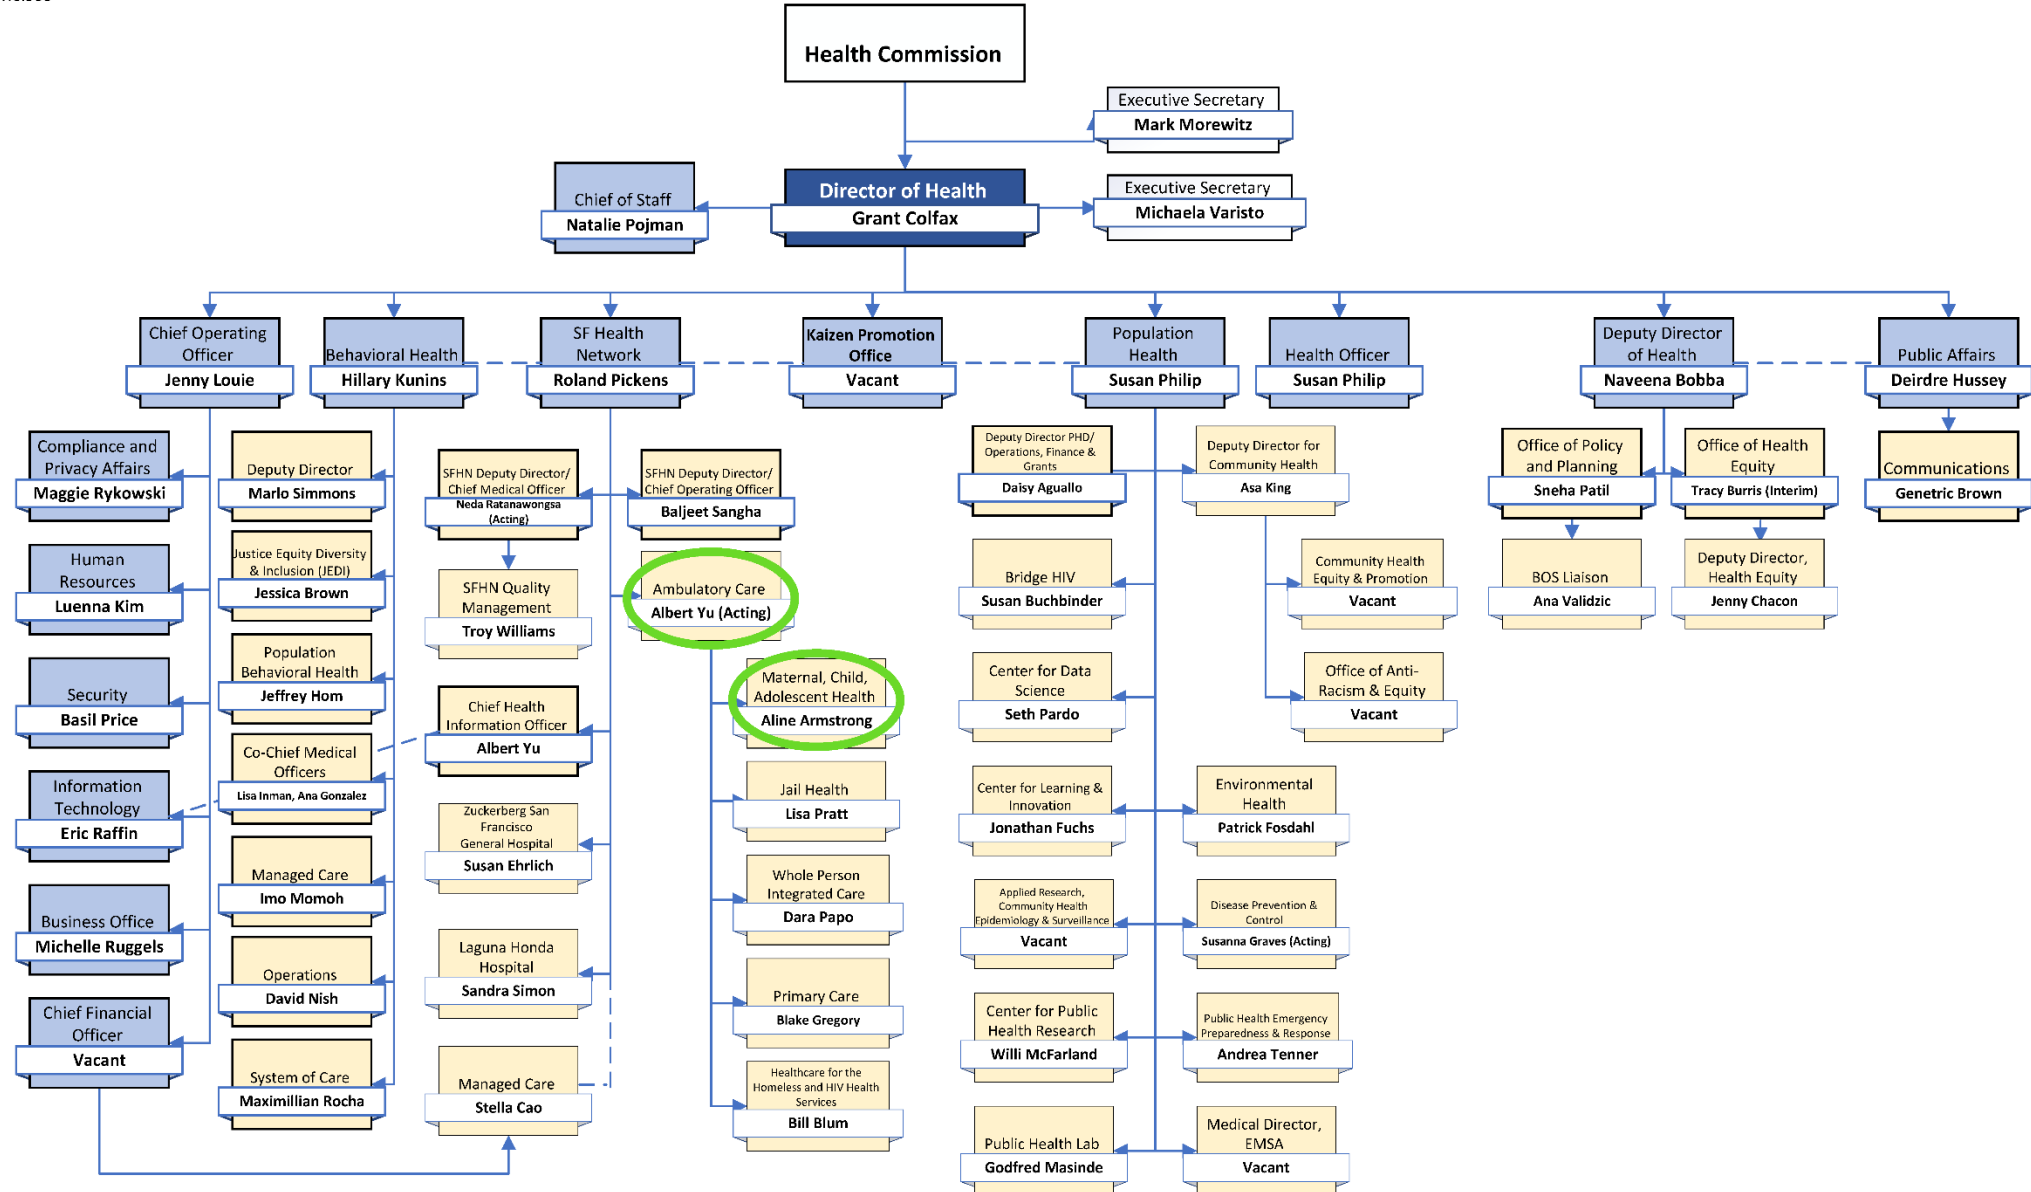 Health Commission
Executive Secretary
Mark Morewitz
Director of Health
Grant Colfax
Chief of Staff
Natalie Pojman
Executive Secretary
Michaela Varisto
Chief Operating
Officer
Jenny Louie
Behavioral Health
Hillary Kunins
SF Health
Network
Roland Pickens
Kaizen Promotion
Office
Vacant
Population
Health
Susan Philip
Health Officer
Susan Philip
Deputy Director
of Health
Naveena Bobba
Public Affairs
Deirdre Hussey
Compliance and
Privacy Affairs
Maggie Rykowski
Human
Resources
Luenna Kim
Security
Basil Price
Information
Technology
Eric Raffin
Business Office
Michelle Ruggels
Chief Financial
Officer
Vacant
Deputy Director
Marlo Simmons
Justice Equity Diversity
& Inclusion (JEDI)
Jessica Brown
Population
Behavioral Health
Jeffrey Hom
Co-Chief Medical
Officers
Lisa Inman, Ana Gonzalez
Managed Care
Imo Momoh
Operations
David Nish
System of Care
Maximillian Rocha
SFHN Deputy Director/
Chief Medical Officer
Neda Ratanawongsa
(Acting)
SFHN Quality
Management
Troy Williams
Chief Health
Information Officer
Albert Yu
Zuckerberg San
Francisco
General Hospital
Susan Ehrlich
Laguna Honda
Hospital
Sandra Simon
Managed Care
Stella Cao
SFHN Deputy Director/
Chief Operating Officer
Baljeet Sangha
Ambulatory Care
Albert Yu (Acting)
Maternal, Child,
Adolescent Health
Aline Armstrong
Jail Health
Lisa Pratt
Whole Person
Integrated Care
Dara Papo
Primary Care
Blake Gregory
Healthcare for the
Homeless and HIV Health
Services
Bill Blum
Deputy Director PHD/
Operations, Finance &
Grants
Daisy Aguallo
Deputy Director for
Community Health
Asa King
Bridge HIV
Susan Buchbinder
Community Health
Equity & Promotion
Vacant
Center for Data
Science
Seth Pardo
Office of Anti-
Racism & Equity
Vacant
Center for Learning &
Innovation
Jonathan Fuchs
Environmental
Health
Patrick Fosdahl
Applied Research,
Community Health
Epidemiology & Surveillance
Vacant
Disease Prevention &
Control
Susanna Graves (Acting)
Center for Public
Health Research
Willi McFarland
Public Health Emergency
Preparedness & Response
Andrea Tenner
Public Health Lab
Godfred Masinde
Medical Director,
EMSA
Vacant
Office of Policy
and Planning
Sneha Patil
Office of Health
Equity
Tracy Burris (Interim)
BOS Liaison
Ana Validzic
Deputy Director,
Health Equity
Jenny Chacon
Communications
Genetric Brown